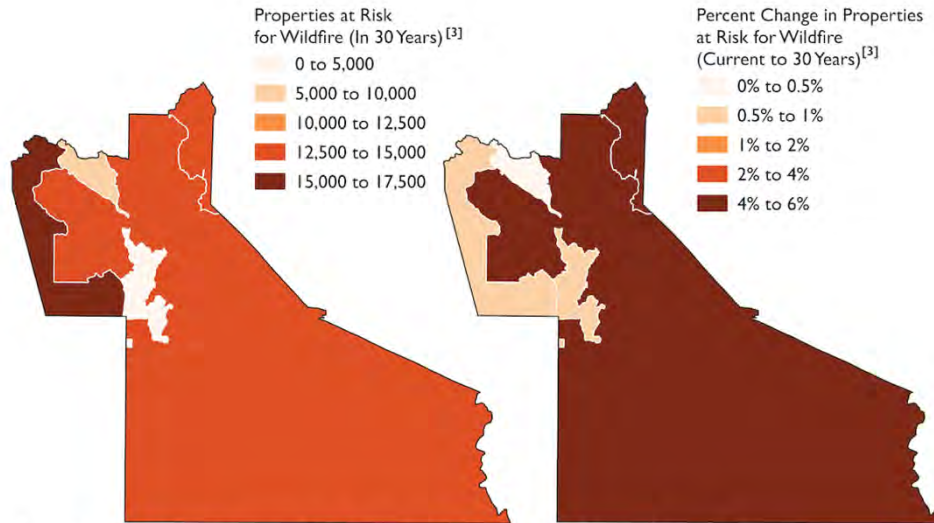 Properties at Risk
for Wildfire (In 30 Years)[3]
0 to 5,000
5,000 to 10,000
10,000 to 12,500
12,500 to 15,000
15,000 to 17,500
Percent Change in Properties
at Risk for Wildfire
(Current to 30 Years)[3]
0% to 0.5%
0.5% to 1%
1% to 2%
2% to 4%
4% to 6%